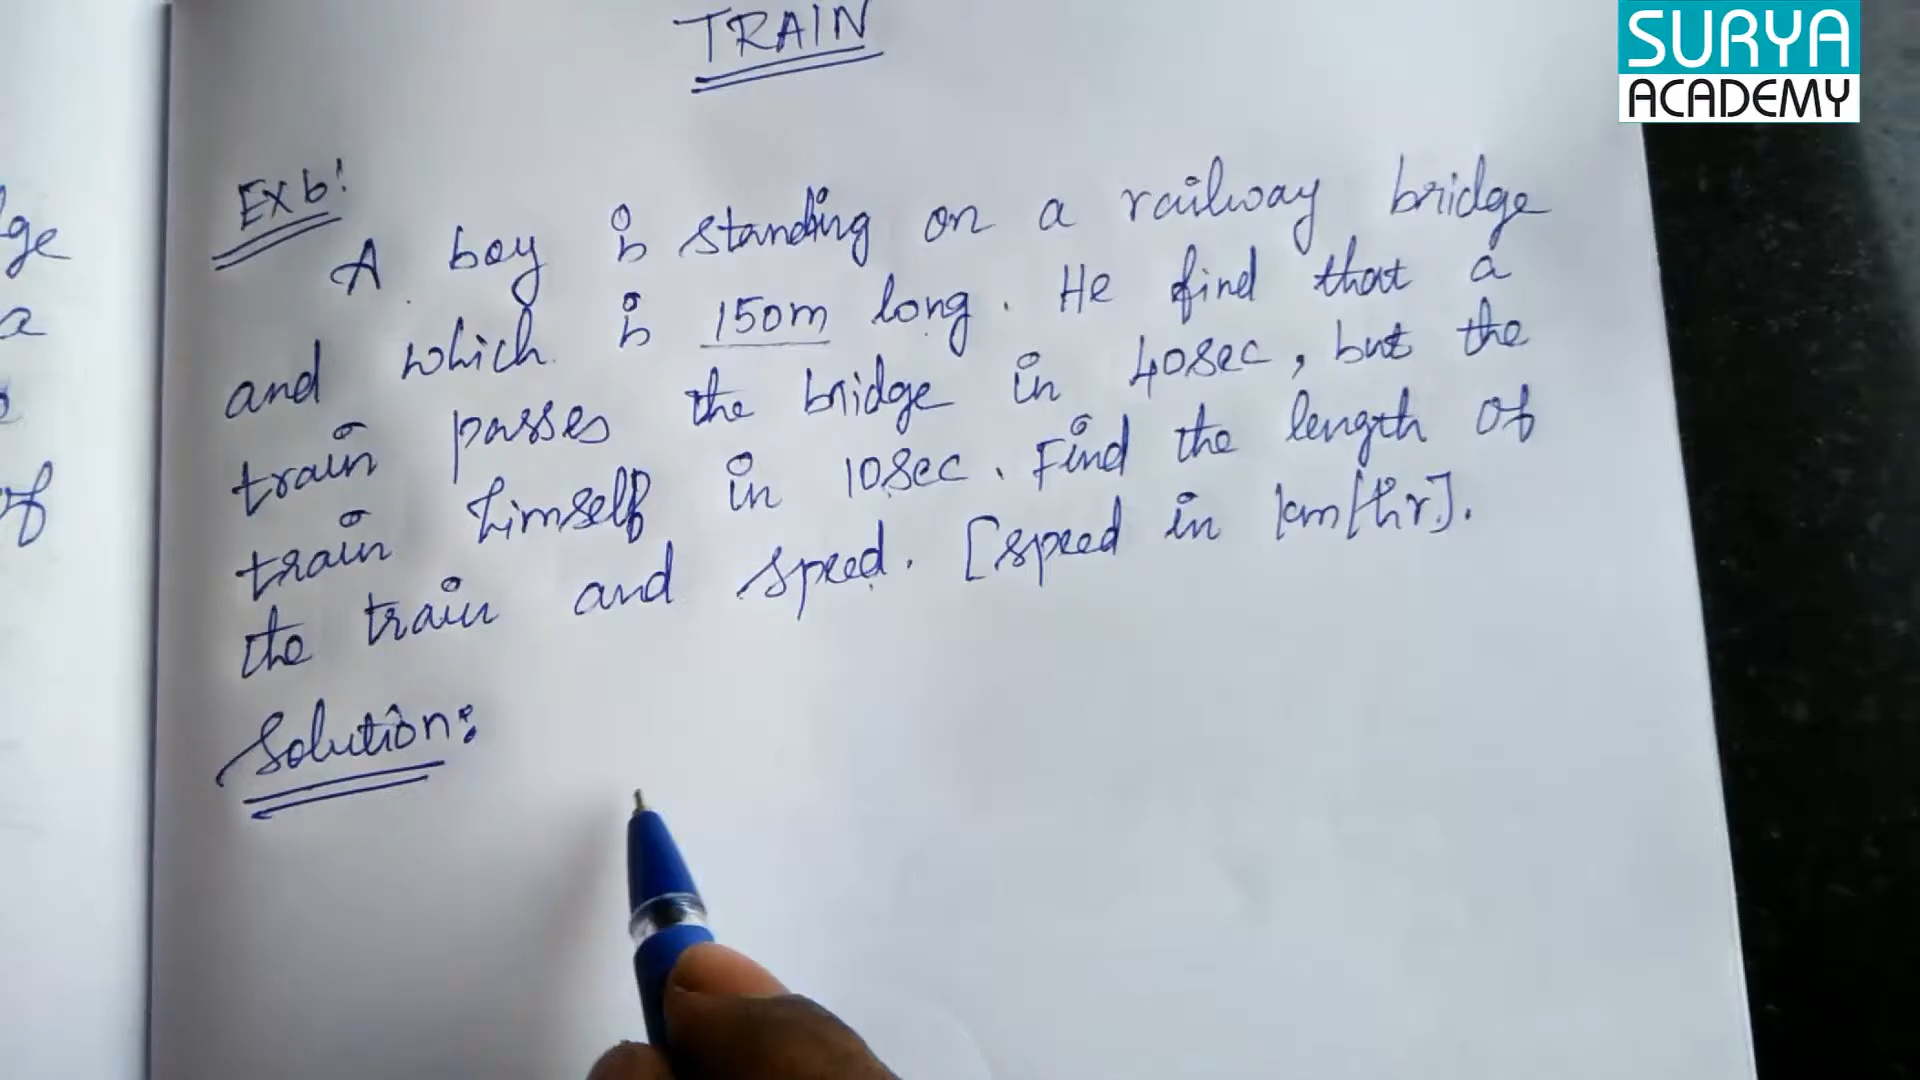 TRAIN
SURYA
ACADEMY
Ex 6:
A boy is standing on a railway bridge
and which is 150m long. He find that a
train passes the bridge in 40sec, but the
train himself in 10sec. Find the length of
the train and speed. [speed in km/hr].
Solution:
ge
a
of